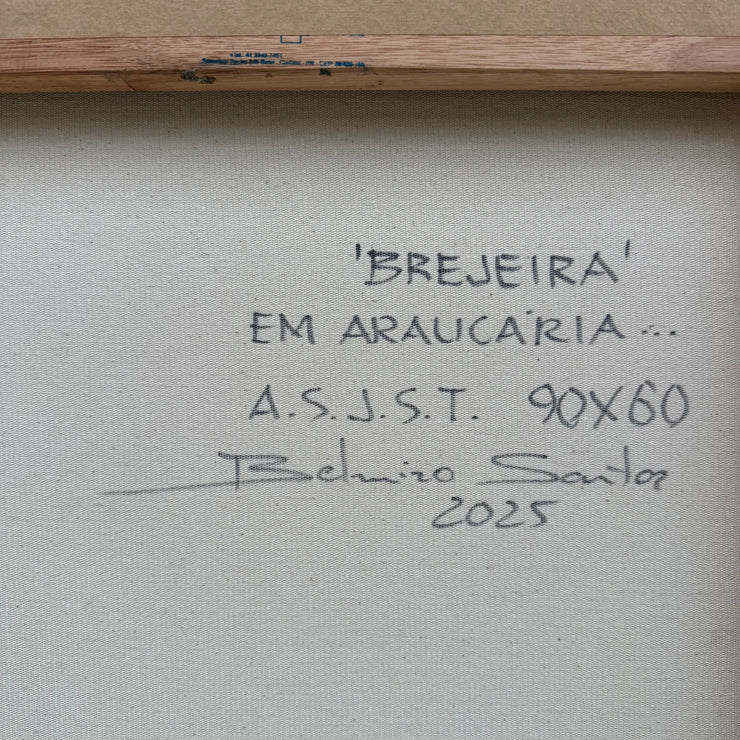 'BREJEIRA'
EM ARAUCÁRIA...
A.S.J.S.T. 90X60
Belmiro Santos
2025